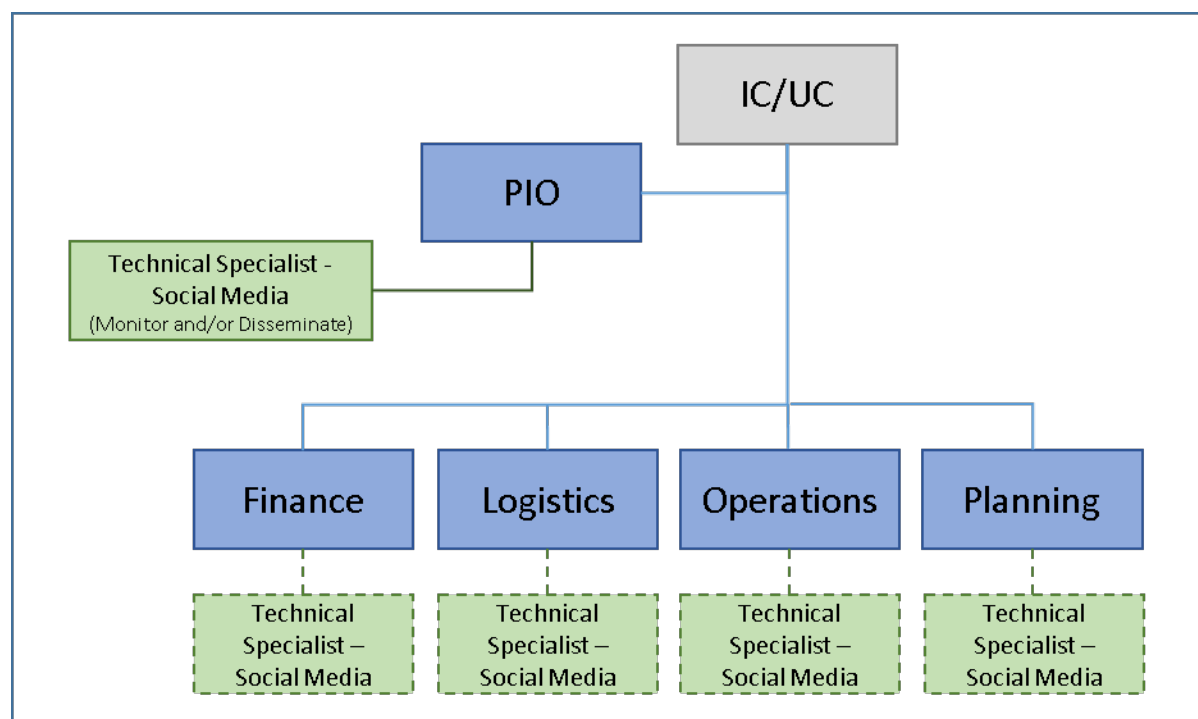 IC/UC
PIO
Technical Specialist -
Social Media
(Monitor and/or Disseminate)
Finance
Logistics
Operations
Planning
Technical
Specialist –
Social Media
Technical
Specialist –
Social Media
Technical
Specialist –
Social Media
Technical
Specialist –
Social Media